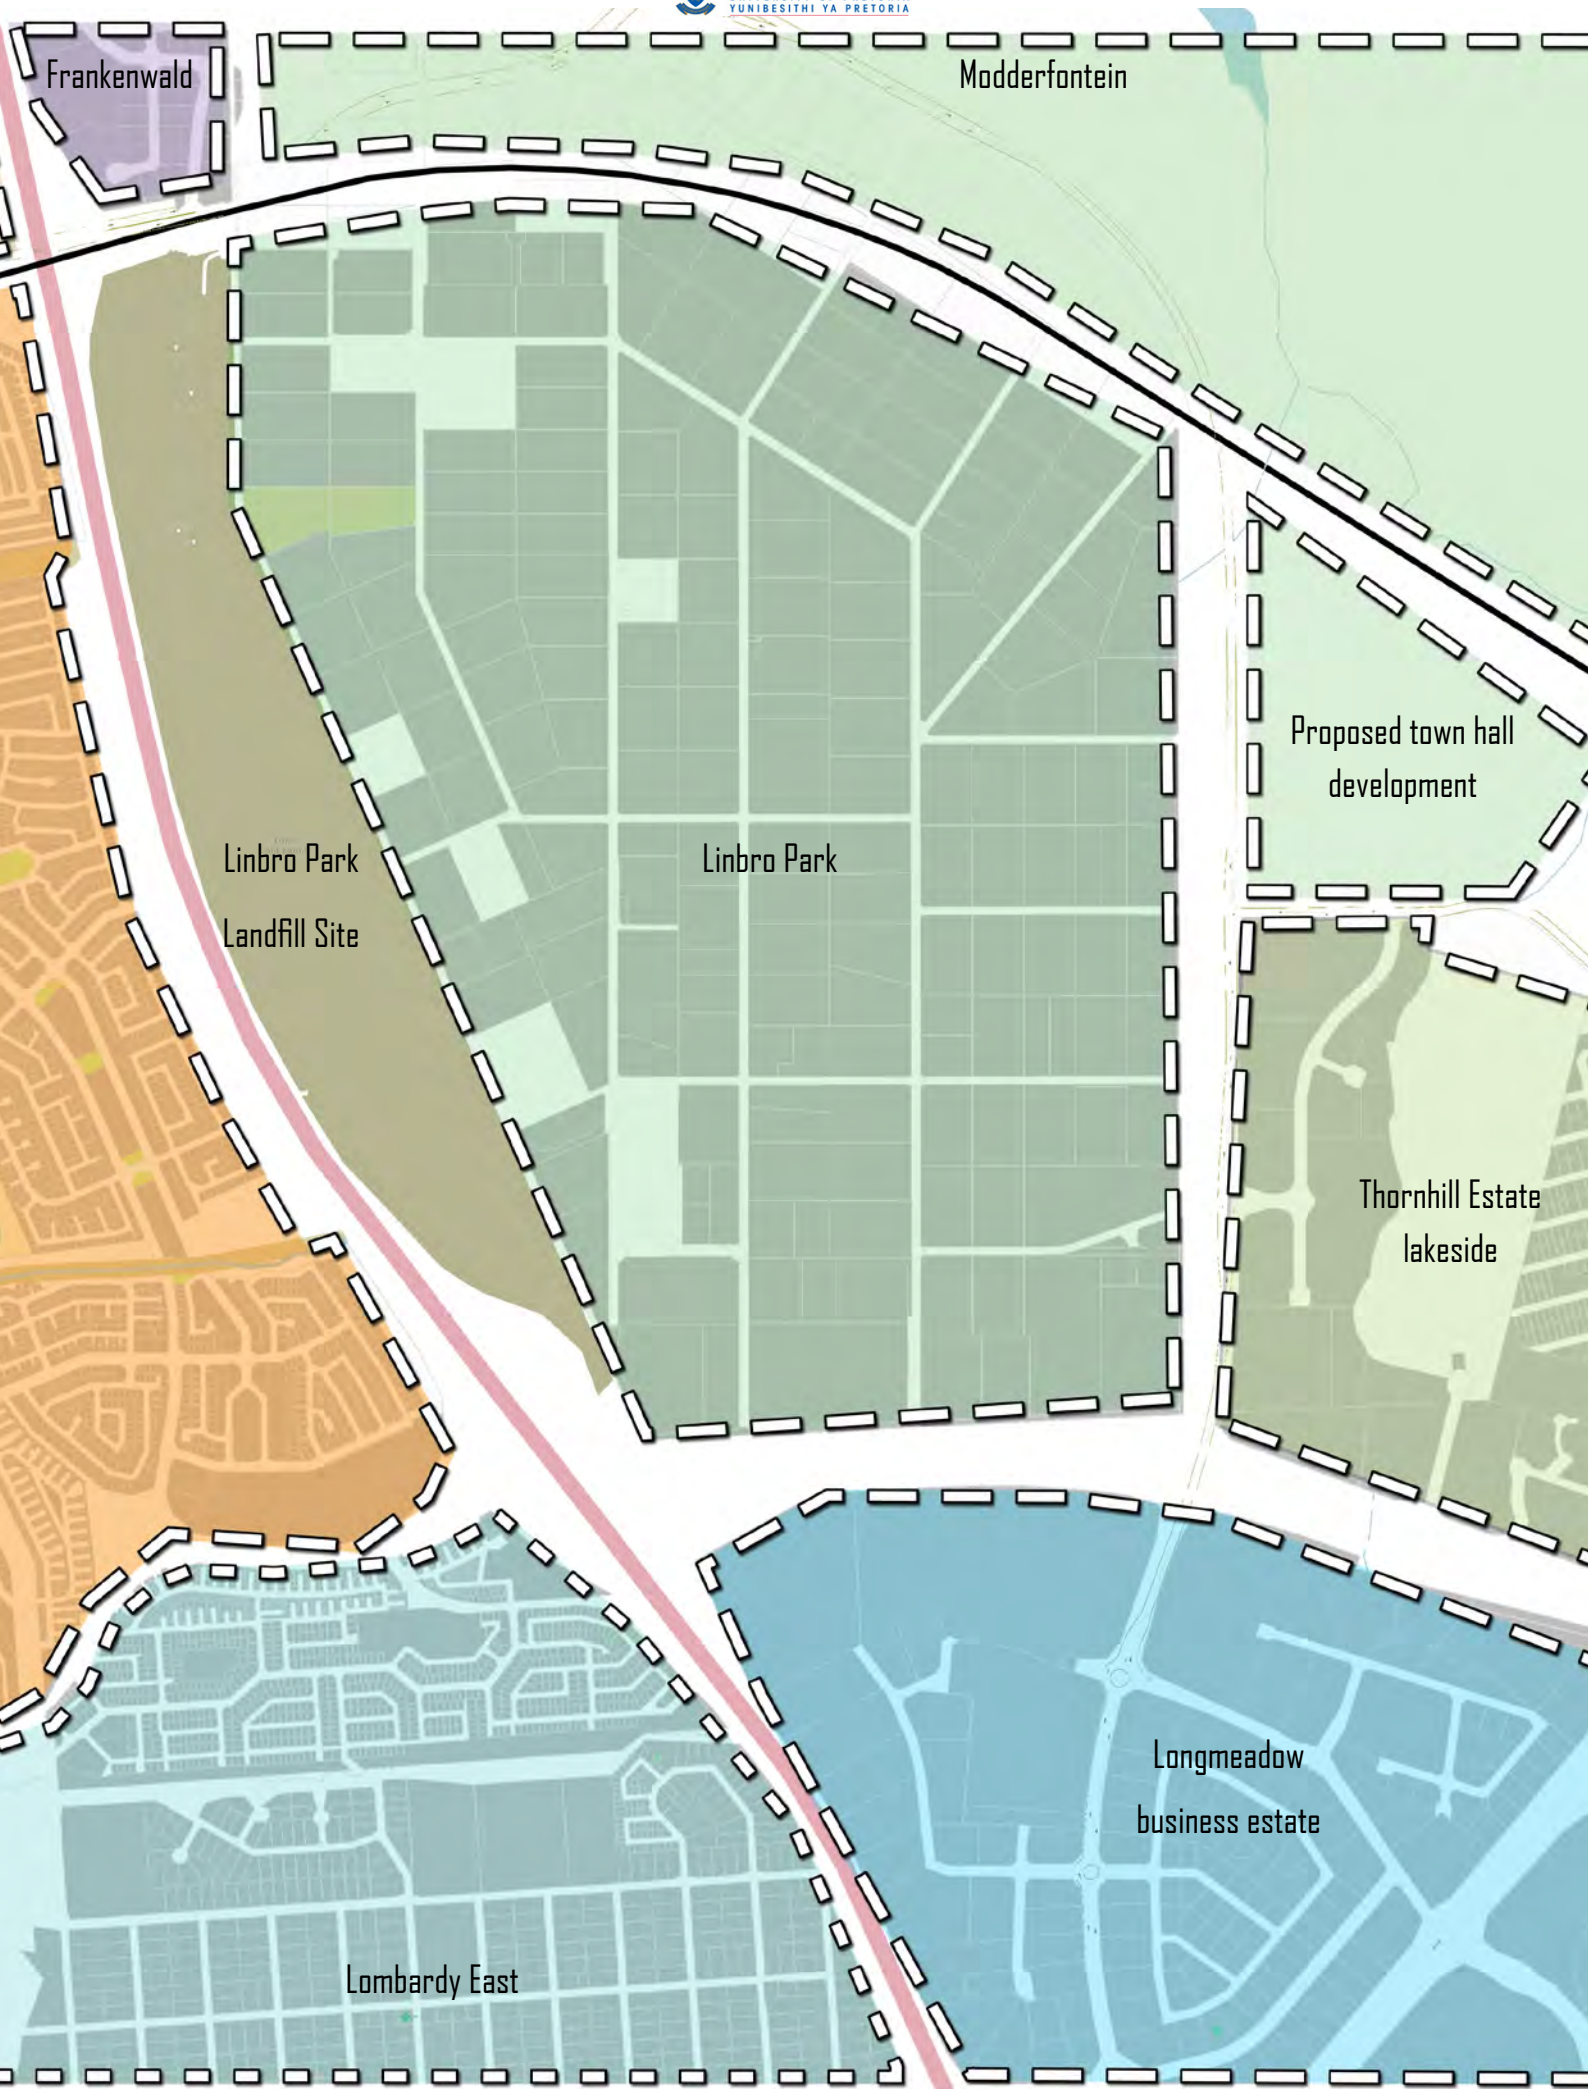 YUNIBESITHI YA PRETORIA
Frankenwald
Modderfontein
Proposed town hall
development
Linbro Park
Landfill Site
Linbro Park
Thornhill Estate
lakeside
Longmeadow
business estate
Lombardy East